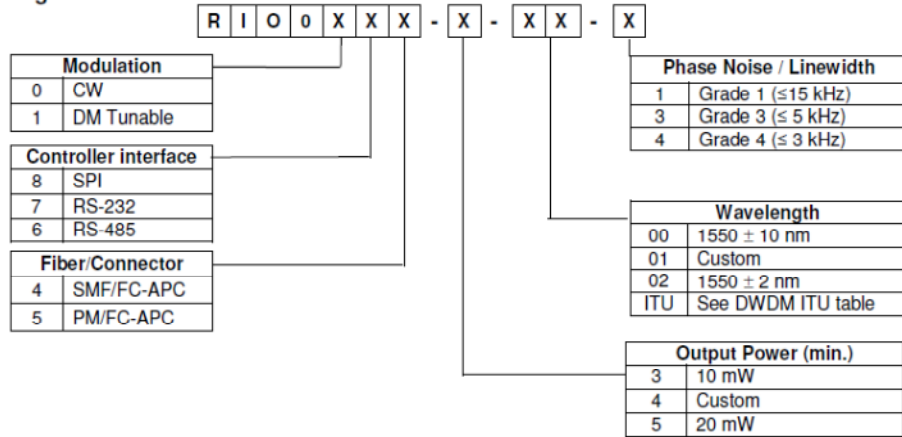 RIO0XXX - X - XX - X
Modulation
0 CW
1 DM Tunable
Controller interface
8 SPI
7 RS-232
6 RS-485
Fiber/Connector
4 SMF/FC-APC
5 PM/FC-APC
Phase Noise / Linewidth
1 Grade 1 (≤15 kHz)
3 Grade 3 (≤ 5 kHz)
4 Grade 4 (≤ 3 kHz)
Wavelength
00 1550 ± 10 nm
01 Custom
02 1550 ± 2 nm
ITU See DWDM ITU table
Output Power (min.)
3 10 mW
4 Custom
5 20 mW